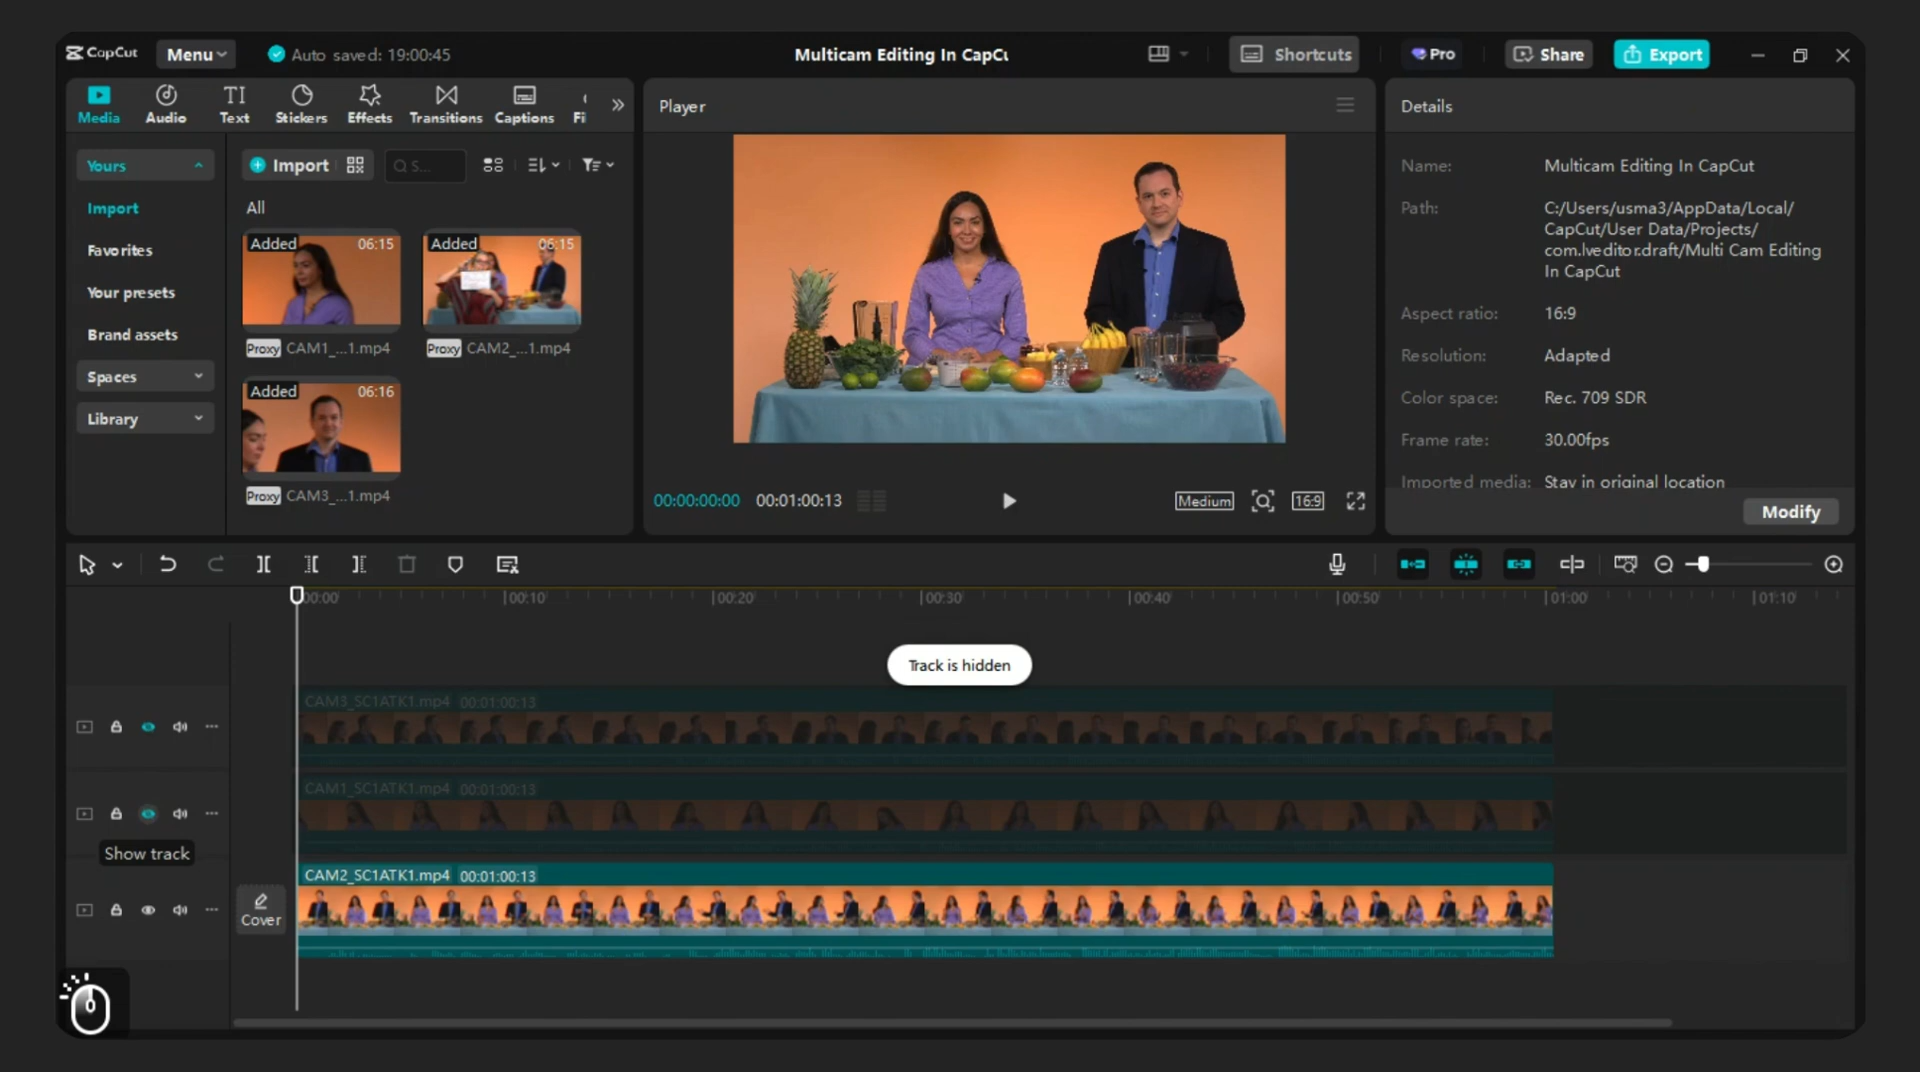 CapCut
Menu
Auto saved: 19:00:45
Multicam Editing In CapCu
Shortcuts
Pro
Share
Export
Media
Audio
TI
Text
Stickers
Effects
Transitions
Captions
Fi
Player
Details
Yours
Import
S...
Import
Favorites
Your presets
Brand assets
Spaces
Library
All
Added 06:15
Added 06:15
Proxy CAM1_...1.mp4
Proxy CAM2_...1.mp4
Added 06:16
Proxy CAM3_...1.mp4
00:00:00:00 00:01:00:13
Medium
16:9
Name: Multicam Editing In CapCut
Path: C:/Users/usma3/AppData/Local/
CapCut/User Data/Projects/
com.lveditor.draft/Multi Cam Editing
In CapCut
Aspect ratio: 16:9
Resolution: Adapted
Color space: Rec. 709 SDR
Frame rate: 30.00fps
Imported media: Stay in original location
Modify
00:00 00:10 00:20 00:30 00:40 00:50 01:00 01:10
Track is hidden
CAM3_SC1ATK1.mp4 00:01:00:13
CAM1_SC1ATK1.mp4 00:01:00:13
Show track
CAM2_SC1ATK1.mp4 00:01:00:13
Cover